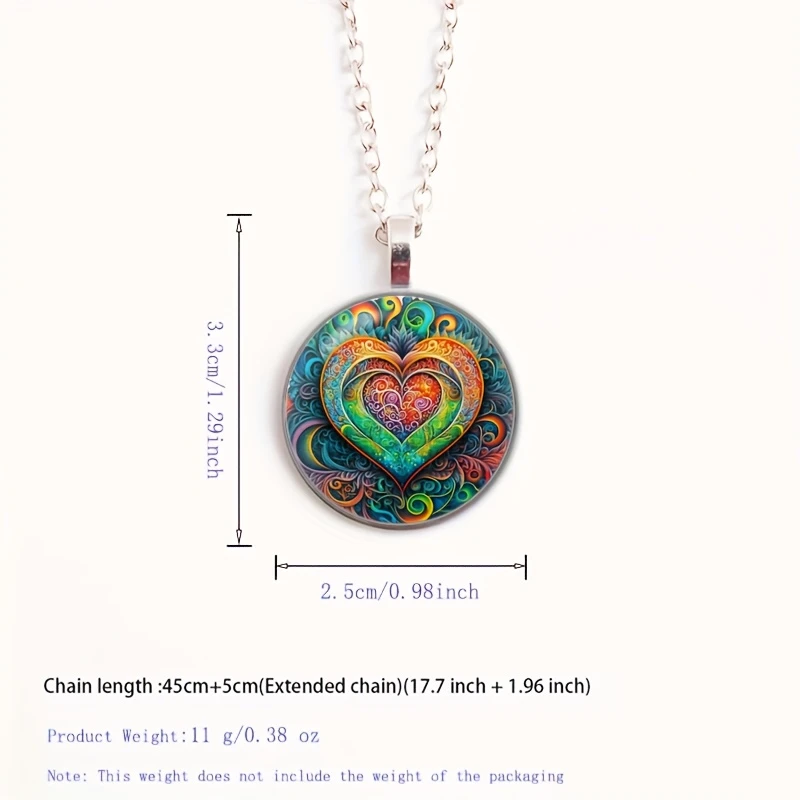 3.3cm/1.29inch
2.5cm/0.98inch
Chain length :45cm+5cm(Extended chain)(17.7 inch + 1.96 inch)
Product Weight:11 g/0.38 oz
Note: This weight does not include the weight of the packaging